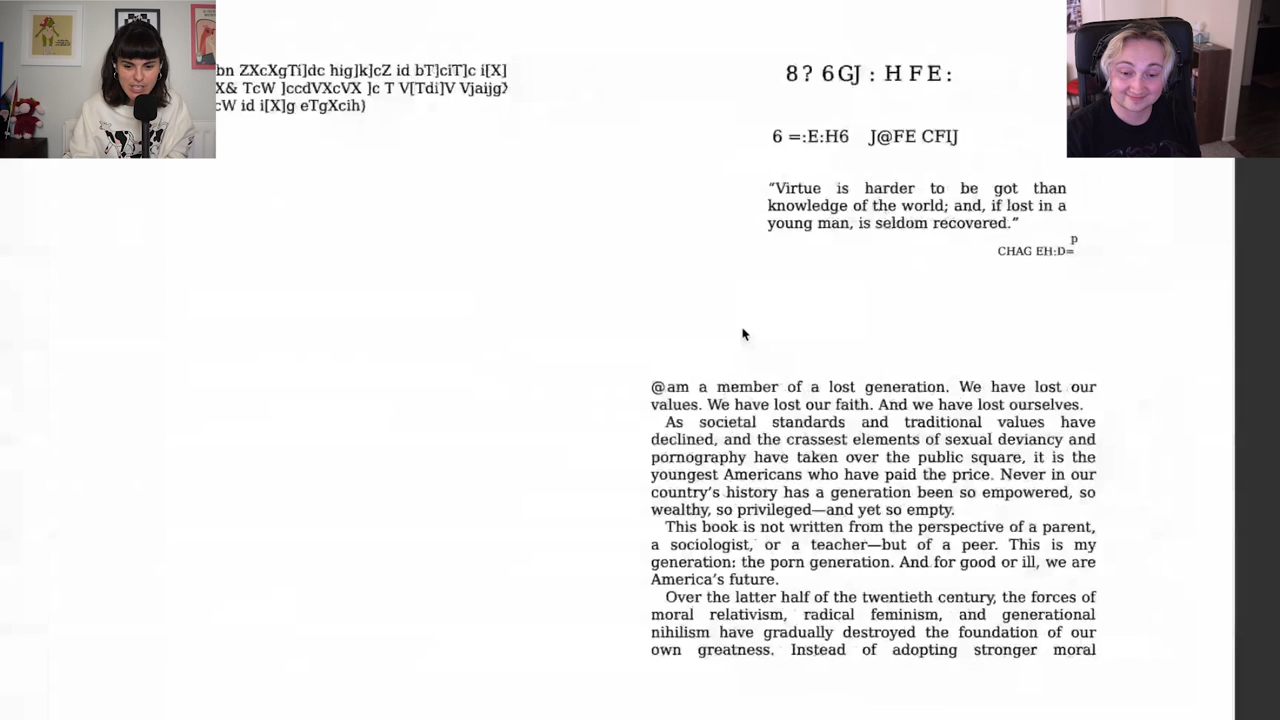 bn ZXcXgTi]dc hig]k]cZ id bT]ciT]c i[X]
X& TcW ]ccdVXcVX ]c T V[Tdi]V Vjaijg
cW id i[X]g eTgXcih)
8? 6GJ : H F E :
6 =:E:H6 J@FE CFIJ
“Virtue is harder to be got than
knowledge of the world; and, if lost in a
young man, is seldom recovered.”
p
CHAG EH:D=
@am a member of a lost generation. We have lost our
values. We have lost our faith. And we have lost ourselves.
As societal standards and traditional values have
declined, and the crassest elements of sexual deviancy and
pornography have taken over the public square, it is the
youngest Americans who have paid the price. Never in our
country’s history has a generation been so empowered, so
wealthy, so privileged—and yet so empty.
This book is not written from the perspective of a parent,
a sociologist, or a teacher—but of a peer. This is my
generation: the porn generation. And for good or ill, we are
America’s future.
Over the latter half of the twentieth century, the forces of
moral relativism, radical feminism, and generational
nihilism have gradually destroyed the foundation of our
own greatness. Instead of adopting stronger moral